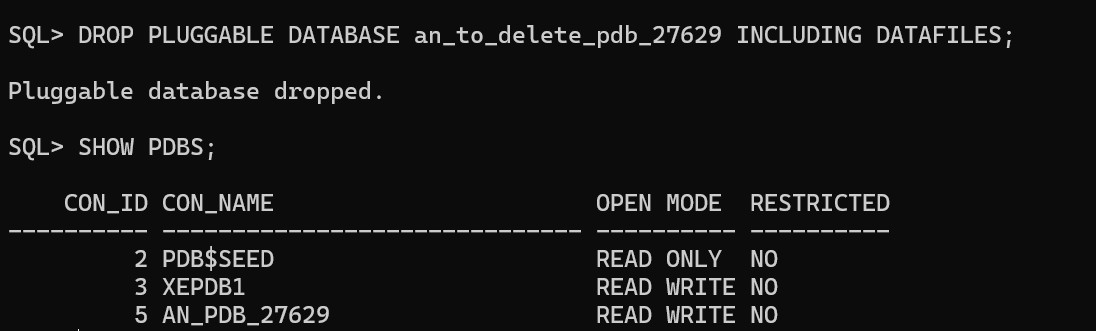 SQL> DROP PLUGGABLE DATABASE an_to_delete_pdb_27629 INCLUDING DATAFILES;
Pluggable database dropped.
SQL> SHOW PDBS;
    CON_ID CON_NAME                       OPEN MODE  RESTRICTED
---------- ------------------------------ ---------- ----------
         2 PDB$SEED                       READ ONLY  NO
         3 XEPDB1                         READ WRITE NO
         5 AN_PDB_27629                   READ WRITE NO